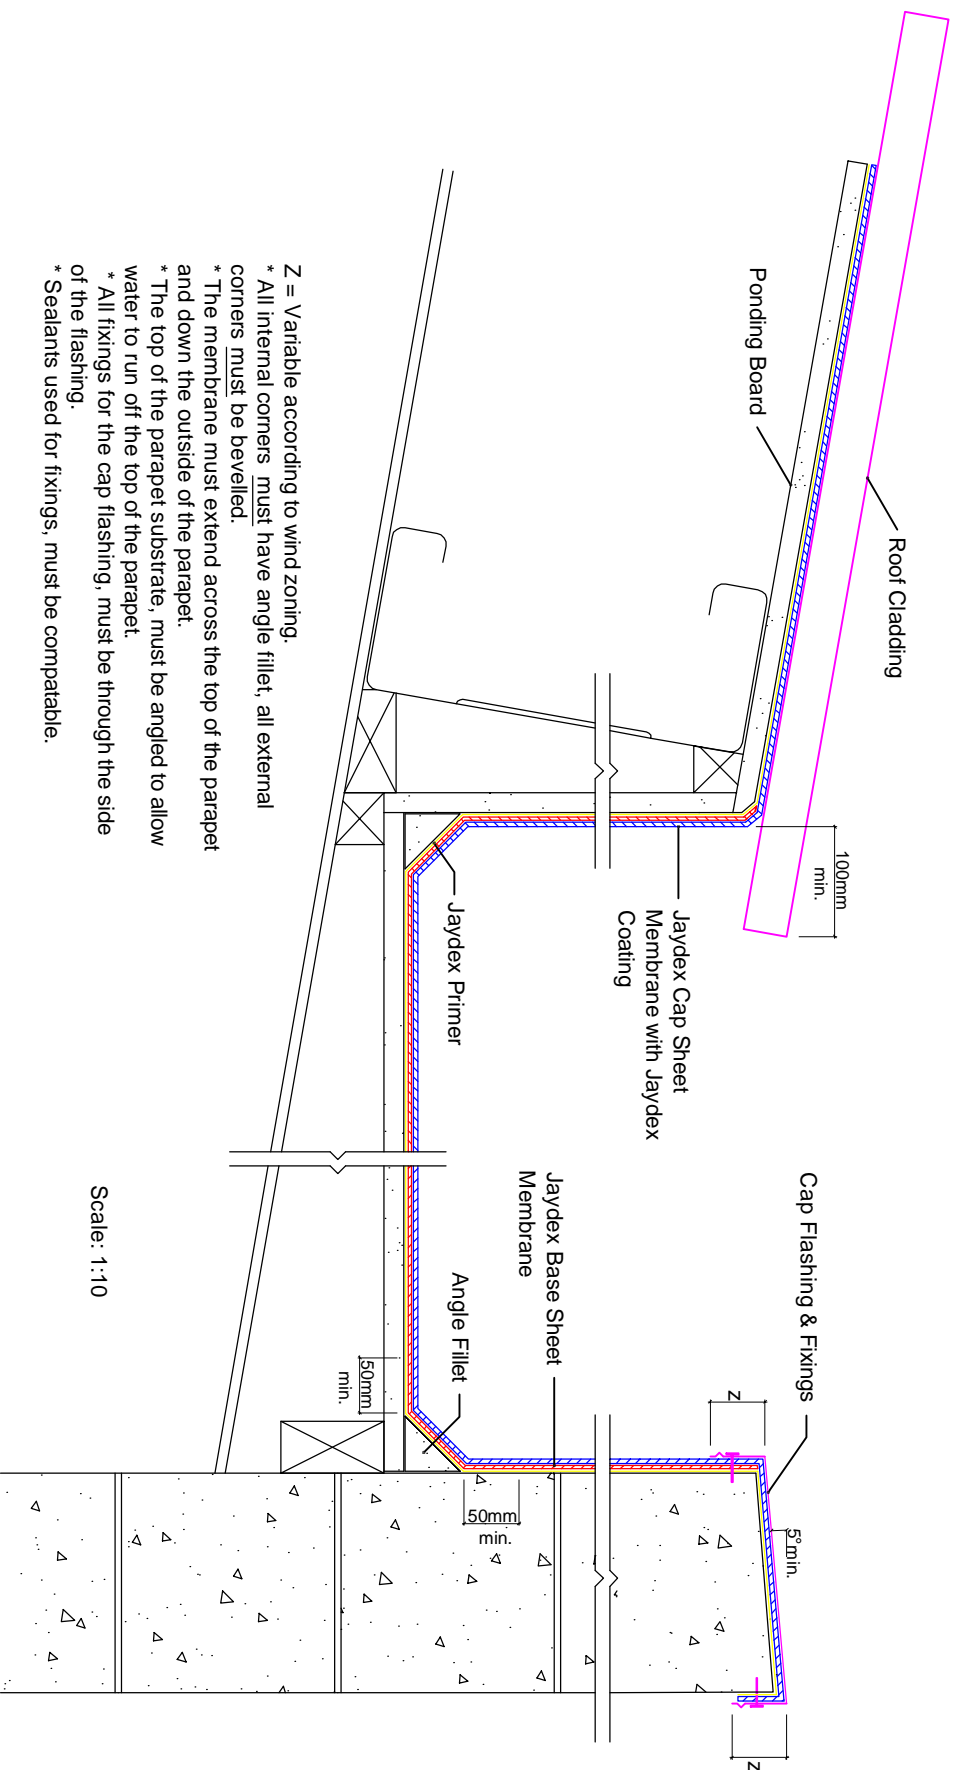 Roof Cladding
Ponding Board
100mm
min.
Jaydex Cap Sheet
Membrane with Jaydex
Coating
Jaydex Primer
Cap Flashing & Fixings
Jaydex Base Sheet
Membrane
Angle Fillet
z
5° min.
z
50mm
min.
50mm
min.
Z = Variable according to wind zoning.
* All internal corners must have angle fillet, all external
corners must be bevelled.
* The membrane must extend across the top of the parapet
and down the outside of the parapet.
* The top of the parapet substrate, must be angled to allow
water to run off the top of the parapet.
* All fixings for the cap flashing, must be through the side
of the flashing.
* Sealants used for fixings, must be compatable.
Scale: 1:10